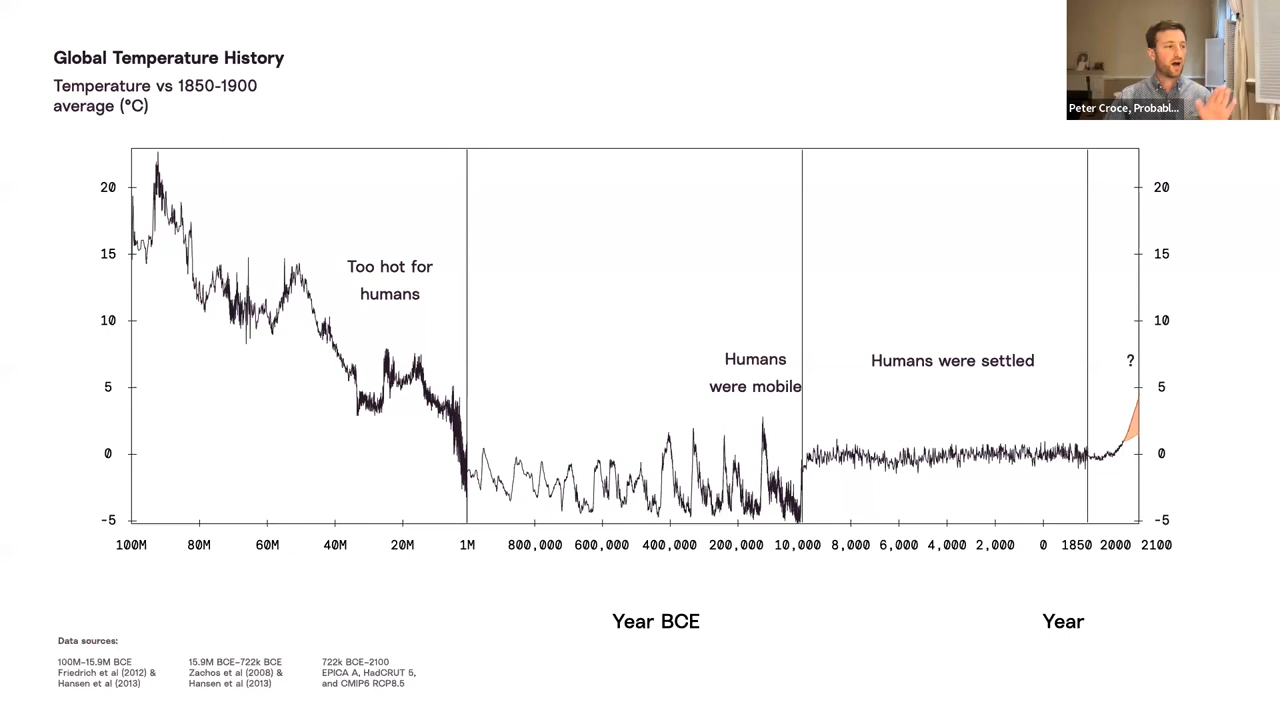 Global Temperature History
Temperature vs 1850-1900
average (°C)
Peter Croce, Probabl...
20
15
10
5
0
-5
20
15
10
5
0
-5
Too hot for
humans
Humans
were mobile
Humans were settled
?
100M 80M 60M 40M 20M 1M 800,000 600,000 400,000 200,000 10,000 8,000 6,000 4,000 2,000 0 1850 2000 2100
Year BCE
Year
Data sources:
100M–15.9M BCE
Friedrich et al (2012) &
Hansen et al (2013)
15.9M BCE–722k BCE
Zachos et al (2008) &
Hansen et al (2013)
722k BCE–2100
EPICA A, HadCRUT 5,
and CMIP6 RCP8.5